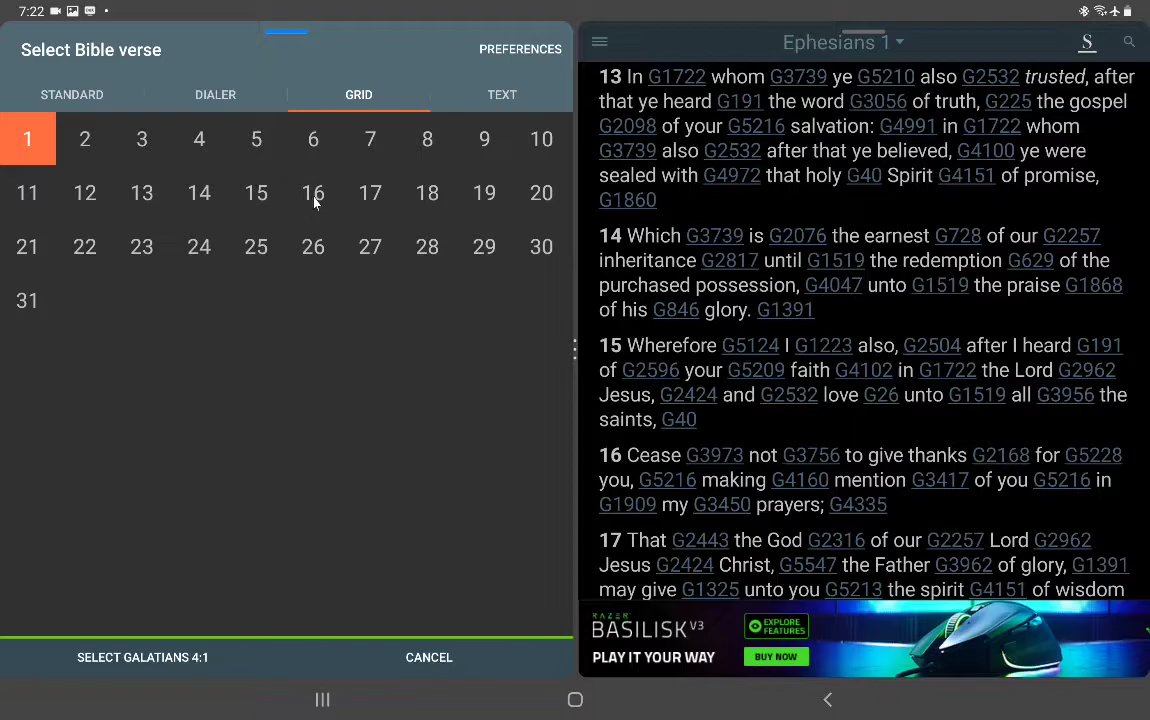 7:22
Select Bible verse
PREFERENCES
STANDARD
DIALER
GRID
TEXT
1 2 3 4 5 6 7 8 9 10
11 12 13 14 15 16 17 18 19 20
21 22 23 24 25 26 27 28 29 30
31
SELECT GALATIANS 4:1
CANCEL
Ephesians 1
S
13 In G1722 whom G3739 ye G5210 also G2532 trusted, after
that ye heard G191 the word G3056 of truth, G225 the gospel
G2098 of your G5216 salvation: G4991 in G1722 whom
G3739 also G2532 after that ye believed, G4100 ye were
sealed with G4972 that holy G40 Spirit G4151 of promise,
G1860
14 Which G3739 is G2076 the earnest G728 of our G2257
inheritance G2817 until G1519 the redemption G629 of the
purchased possession, G4047 unto G1519 the praise G1868
of his G846 glory. G1391
15 Wherefore G5124 I G1223 also, G2504 after I heard G191
of G2596 your G5209 faith G4102 in G1722 the Lord G2962
Jesus, G2424 and G2532 love G26 unto G1519 all G3956 the
saints, G40
16 Cease G3973 not G3756 to give thanks G2168 for G5228
you, G5216 making G4160 mention G3417 of you G5216 in
G1909 my G3450 prayers; G4335
17 That G2443 the God G2316 of our G2257 Lord G2962
Jesus G2424 Christ, G5547 the Father G3962 of glory, G1391
may give G1325 unto you G5213 the spirit G4151 of wisdom
RAZER
BASILISK V3
PLAY IT YOUR WAY
EXPLORE
FEATURES
BUY NOW